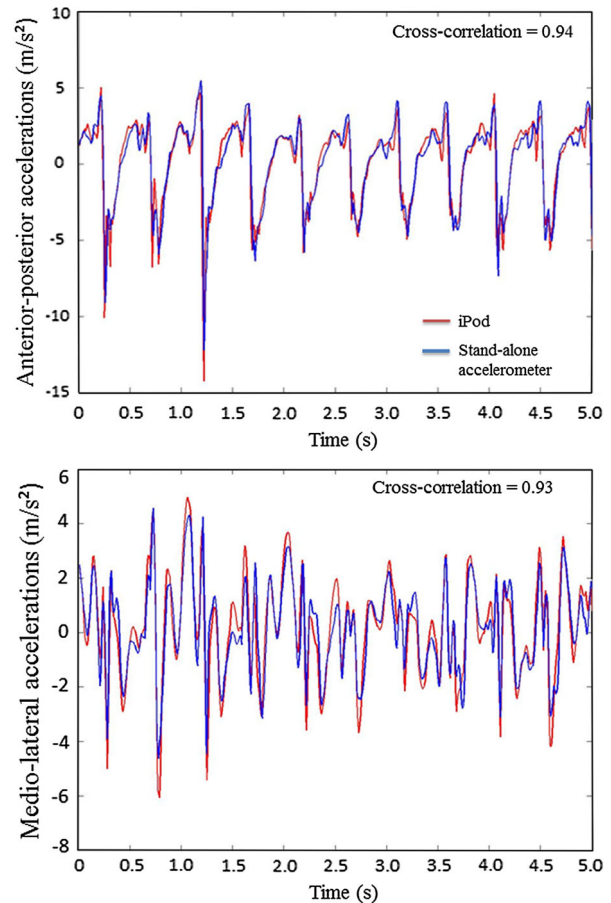 Anterior-posterior accelerations (m/s²)
10
5
0
-5
-10
-15
Cross-correlation = 0.94
iPod
Stand-alone
accelerometer
0 0.5 1.0 1.5 2.0 2.5 3.0 3.5 4.0 4.5 5.0
Time (s)
Medio-lateral accelerations (m/s²)
6
4
2
0
-2
-4
-6
-8
Cross-correlation = 0.93
0 0.5 1.0 1.5 2.0 2.5 3.0 3.5 4.0 4.5 5.0
Time (s)